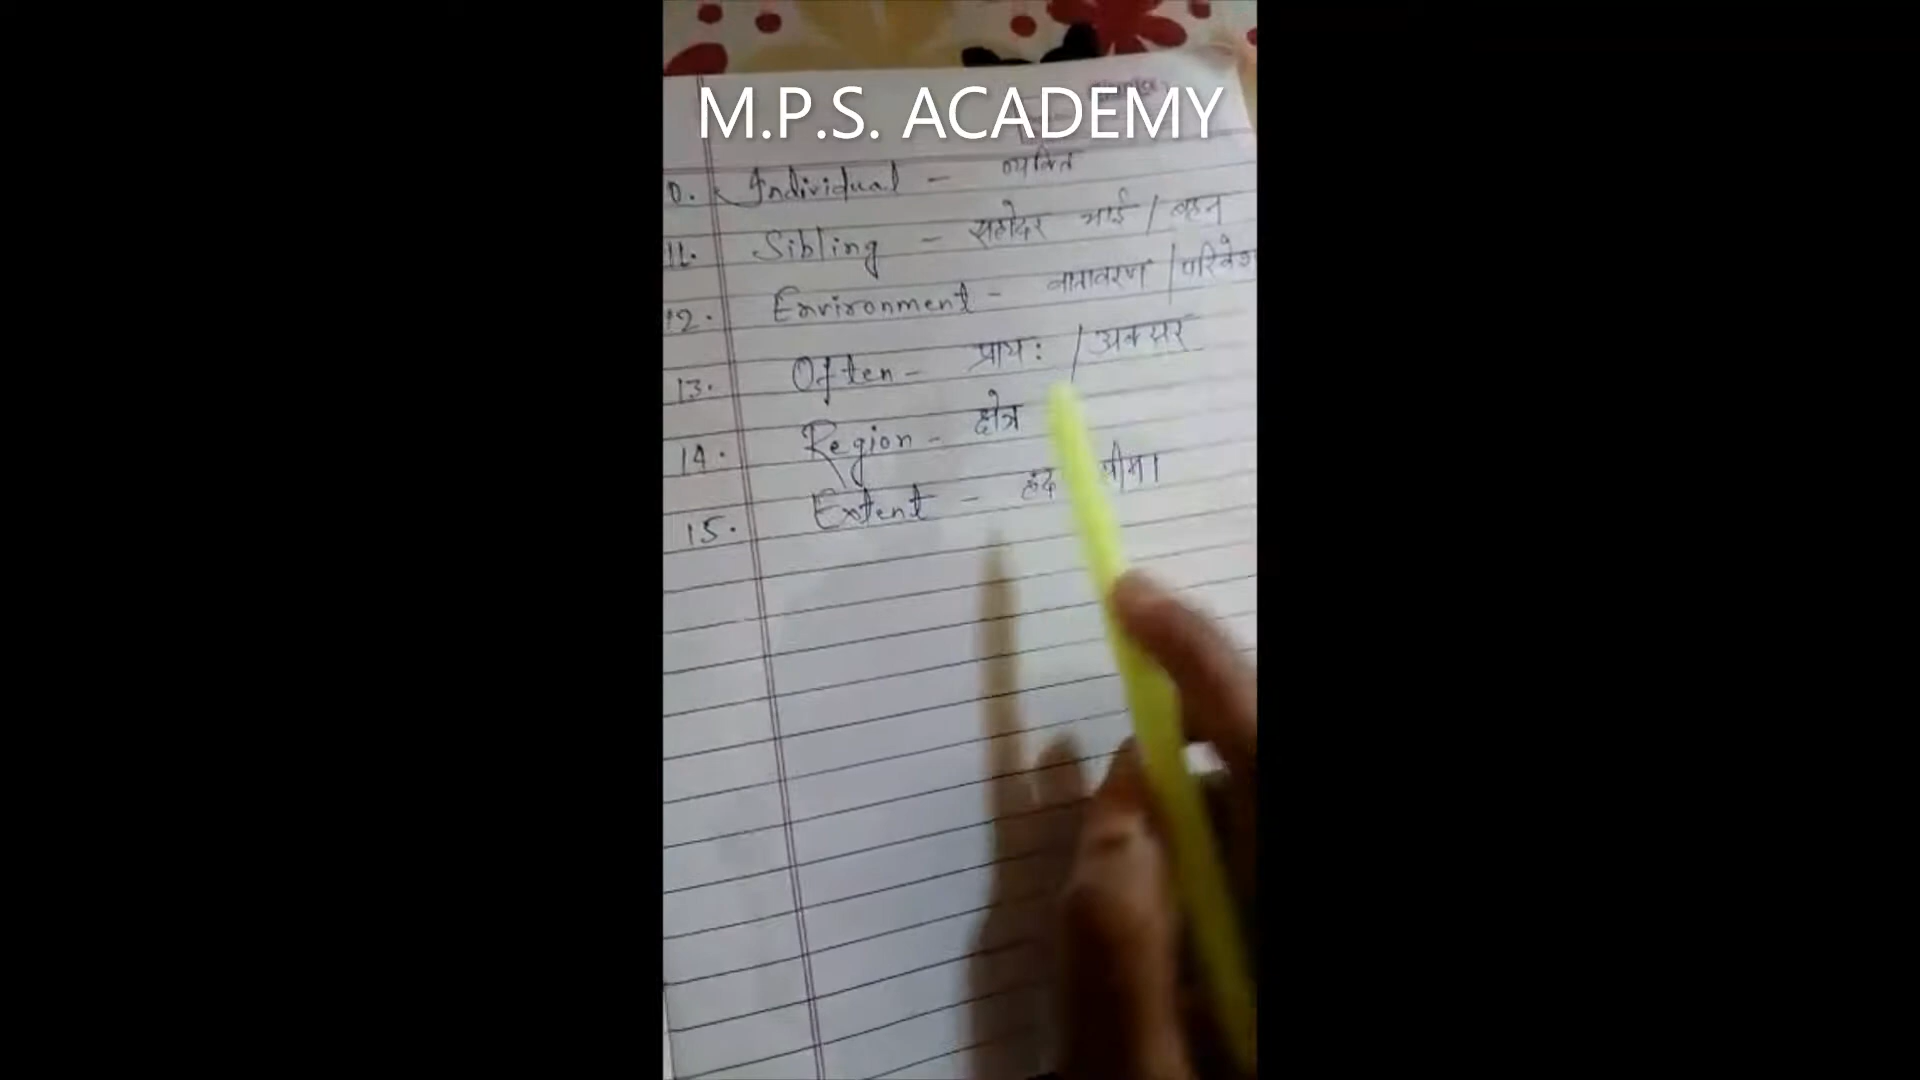 M.P.S. ACADEMY
0. Individual - व्यक्ति
11. Sibling - सहोदर भाई / बहन
12. Environment - वातावरण / परिवेश
13. Often - प्रायः / अक्सर
14. Region - क्षेत्र
15. Extent - हद सीमा